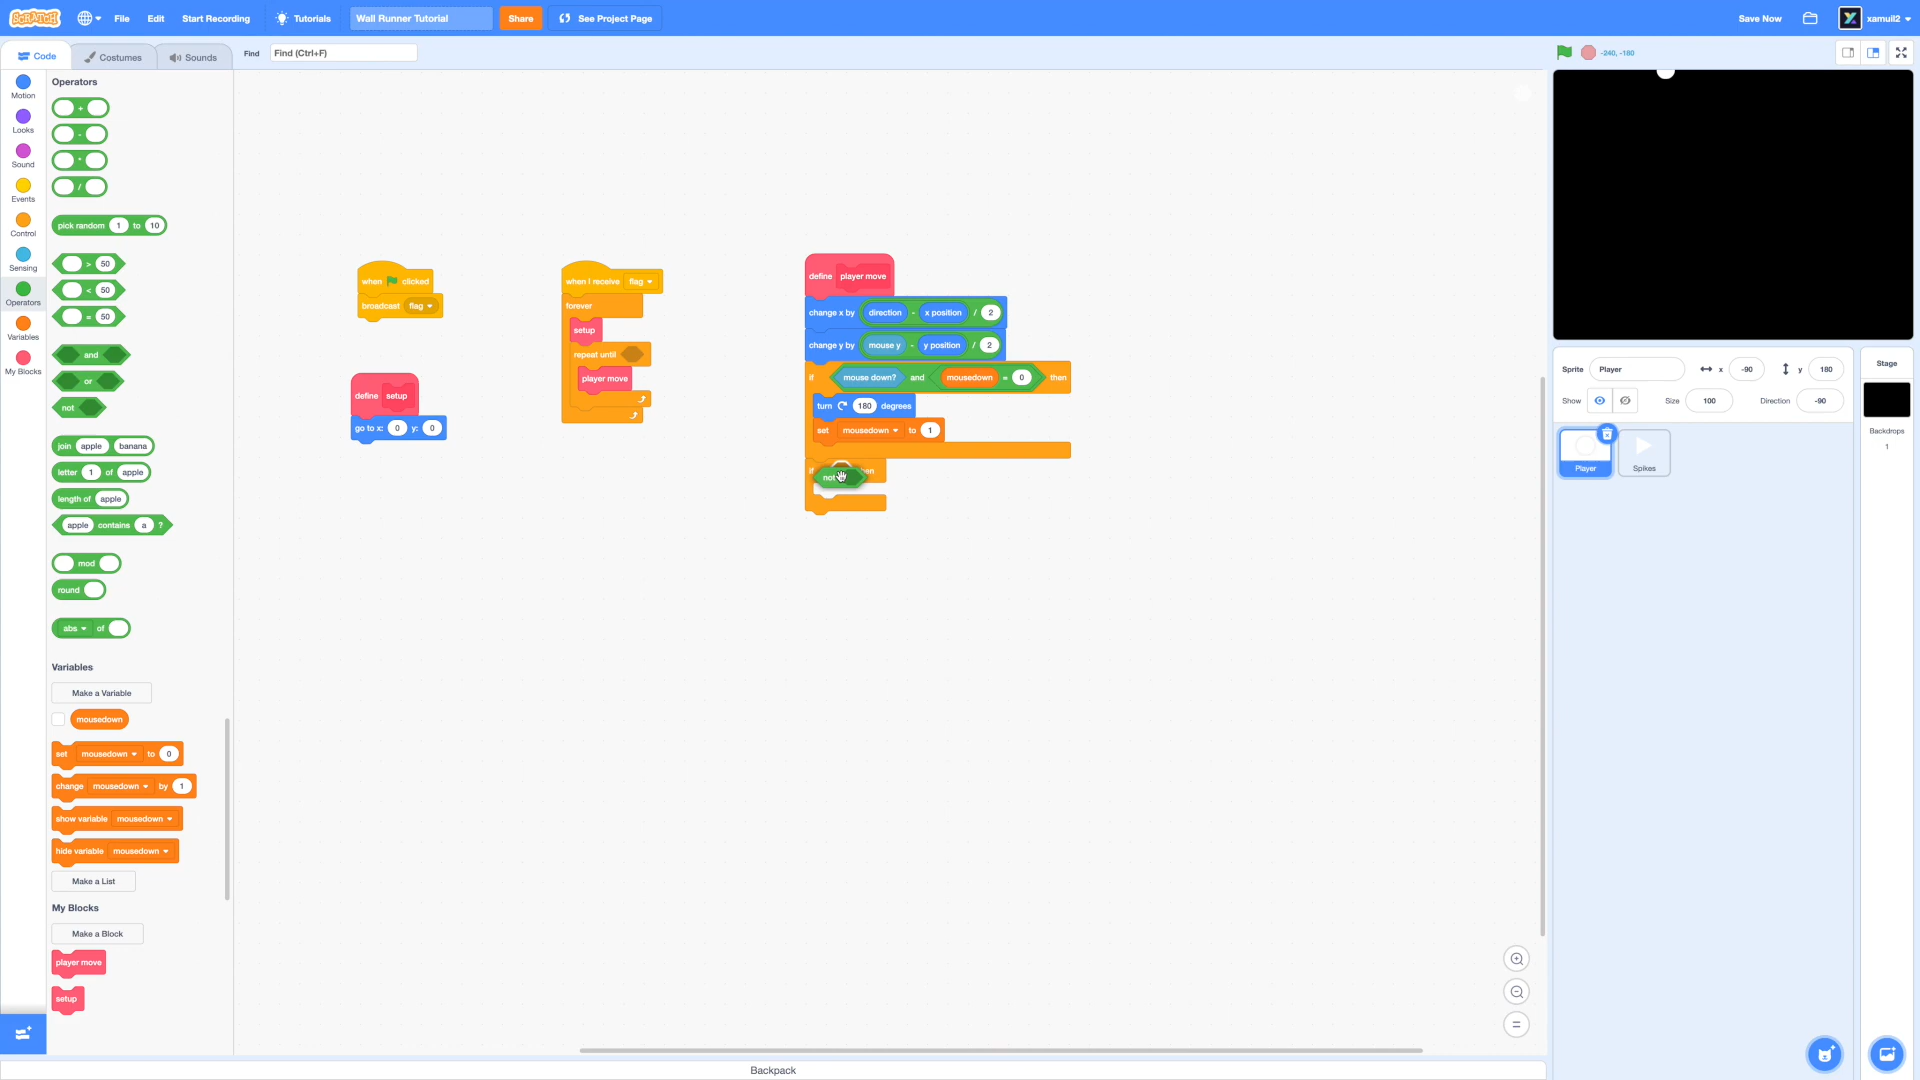 SCRATCH
File
Edit
Start Recording
Tutorials
Wall Runner Tutorial
Share
See Project Page
Save Now
xamuil2
Code
Costumes
Sounds
Find
Find (Ctrl+F)
-240, -180
Motion
Looks
Sound
Events
Control
Sensing
Operators
Variables
My Blocks
Operators
+
-
*
/
pick random 1 to 10
> 50
< 50
= 50
and
or
not
join apple banana
letter 1 of apple
length of apple
apple contains a ?
mod
round
abs of
Variables
Make a Variable
mousedown
set mousedown to 0
change mousedown by 1
show variable mousedown
hide variable mousedown
Make a List
My Blocks
Make a Block
player move
setup
when clicked
broadcast flag
define setup
go to x: 0 y: 0
when I receive flag
forever
setup
repeat until
player move
define player move
change x by direction - x position / 2
change y by mouse y - y position / 2
if mouse down? and mousedown = 0 then
turn 180 degrees
set mousedown to 1
not
Sprite Player x -90 y 180
Show Size 100 Direction -90
Player
Spikes
Stage
Backdrops
1
Backpack